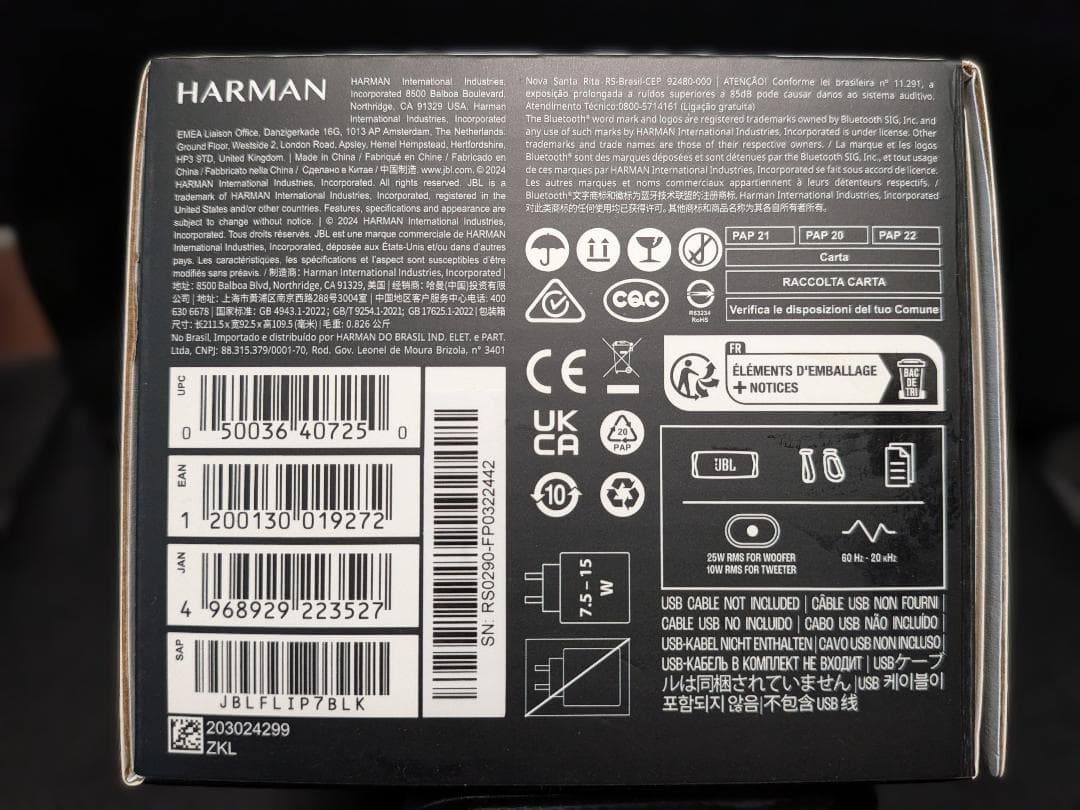 HARMAN
HARMAN International Industries,
Incorporated 8500 Balboa Boulevard,
Northridge, CA 91329 USA. Harman
International Industries, Incorporated
EMEA Liaison Office, Danzigerkade 16G, 1013 AP Amsterdam, The Netherlands.
Ground Floor, Westside 2, London Road, Apsley, Hemel Hempstead, Hertfordshire,
HP3 9TD, United Kingdom. | Made in China / Fabriqué en Chine / Fabricado en
China / Fabbricato nella China / Сделано в Китае / 中国制造 www.jbl.com. © 2024
HARMAN International Industries, Incorporated. All rights reserved. JBL is a
trademark of HARMAN International Industries, Incorporated, registered in the
United States and/or other countries. Features, specifications and appearance are
subject to change without notice. | © 2024 HARMAN International Industries,
Incorporated. Tous droits réservés. JBL est une marque commerciale de HARMAN
International Industries, Incorporated, déposée aux États-Unis et/ou dans d'autres
pays. Les caractéristiques, les spécifications et l'aspect sont susceptibles d'être
modifiés sans préavis. / 制造商: Harman International Industries, Incorporated |
地址: 8500 Balboa Blvd, Northridge, CA 91329, 美国 | 经销商: 哈曼(中国)投资有限
公司 | 地址: 上海市黄浦区南京西路288号3004室 | 中国地区客户服务中心电话: 400
630 6678 | 国家标准: GB 4943.1-2022; GB/T 9254.1-2021; GB 17625.1-2022 | 包装箱
尺寸: 长211.5 x 宽92.5 x 高109.5 (毫米) | 毛重: 0.826 公斤
No Brasil, Importado e distribuído por HARMAN DO BRASIL IND. ELET. e PART.
Ltda, CNPJ: 88.315.379/0001-70, Rod. Gov. Leonel de Moura Brizola, n° 3401
Nova Santa Rita RS-Brasil-CEP 92480-000 | ATENÇÃO! Conforme lei brasileira n° 11.291, a
exposição prolongada a ruídos superiores a 85dB pode causar danos ao sistema auditivo.
Atendimento Técnico:0800-5714161 (Ligação gratuita)
The Bluetooth® word mark and logos are registered trademarks owned by Bluetooth SIG, Inc. and
any use of such marks by HARMAN International Industries, Incorporated is under license. Other
trademarks and trade names are those of their respective owners. / La marque et les logos
Bluetooth® sont des marques déposées et sont détenues par the Bluetooth SIG, Inc., et tout usage
de ces marques par HARMAN International Industries, Incorporated se fait sous accord de licence.
Les autres marques et noms commerciaux appartiennent à leurs détenteurs respectifs. /
Bluetooth®文字商标和徽标为蓝牙技术联盟的注册商标, Harman International Industries, Incorporated
对此类商标的任何使用均已获得许可。其他商标和商品名称为其各自所有者所有。
PAP 21
PAP 20
PAP 22
Carta
RACCOLTA CARTA
Verifica le disposizioni del tuo Comune
CQC
R53234
RoHS
CE
UK
CA
20
PAP
10
FR
ÉLÉMENTS D'EMBALLAGE
+ NOTICES
BAC
DE
TRI
JBL
25W RMS FOR WOOFER
10W RMS FOR TWEETER
60 Hz - 20 kHz
7.5 – 15
W
USB CABLE NOT INCLUDED | CÂBLE USB NON FOURNI
CABLE USB NO INCLUIDO | CABO USB NÃO INCLUÍDO
USB-KABEL NICHT ENTHALTEN | CAVO USB NON INCLUSO
USB-КАБЕЛЬ В КОМПЛЕКТ НЕ ВХОДИТ | USBケーブ
ルは同梱されていません |USB 케이블이
포함되지 않음|不包含 USB 线
UPC
0 50036 40725 0
EAN
1 200130 019272
JAN
4 968929 223527
SAP
JBLFLIP7BLK
SN: RS0290-FP0322442
203024299
ZKL